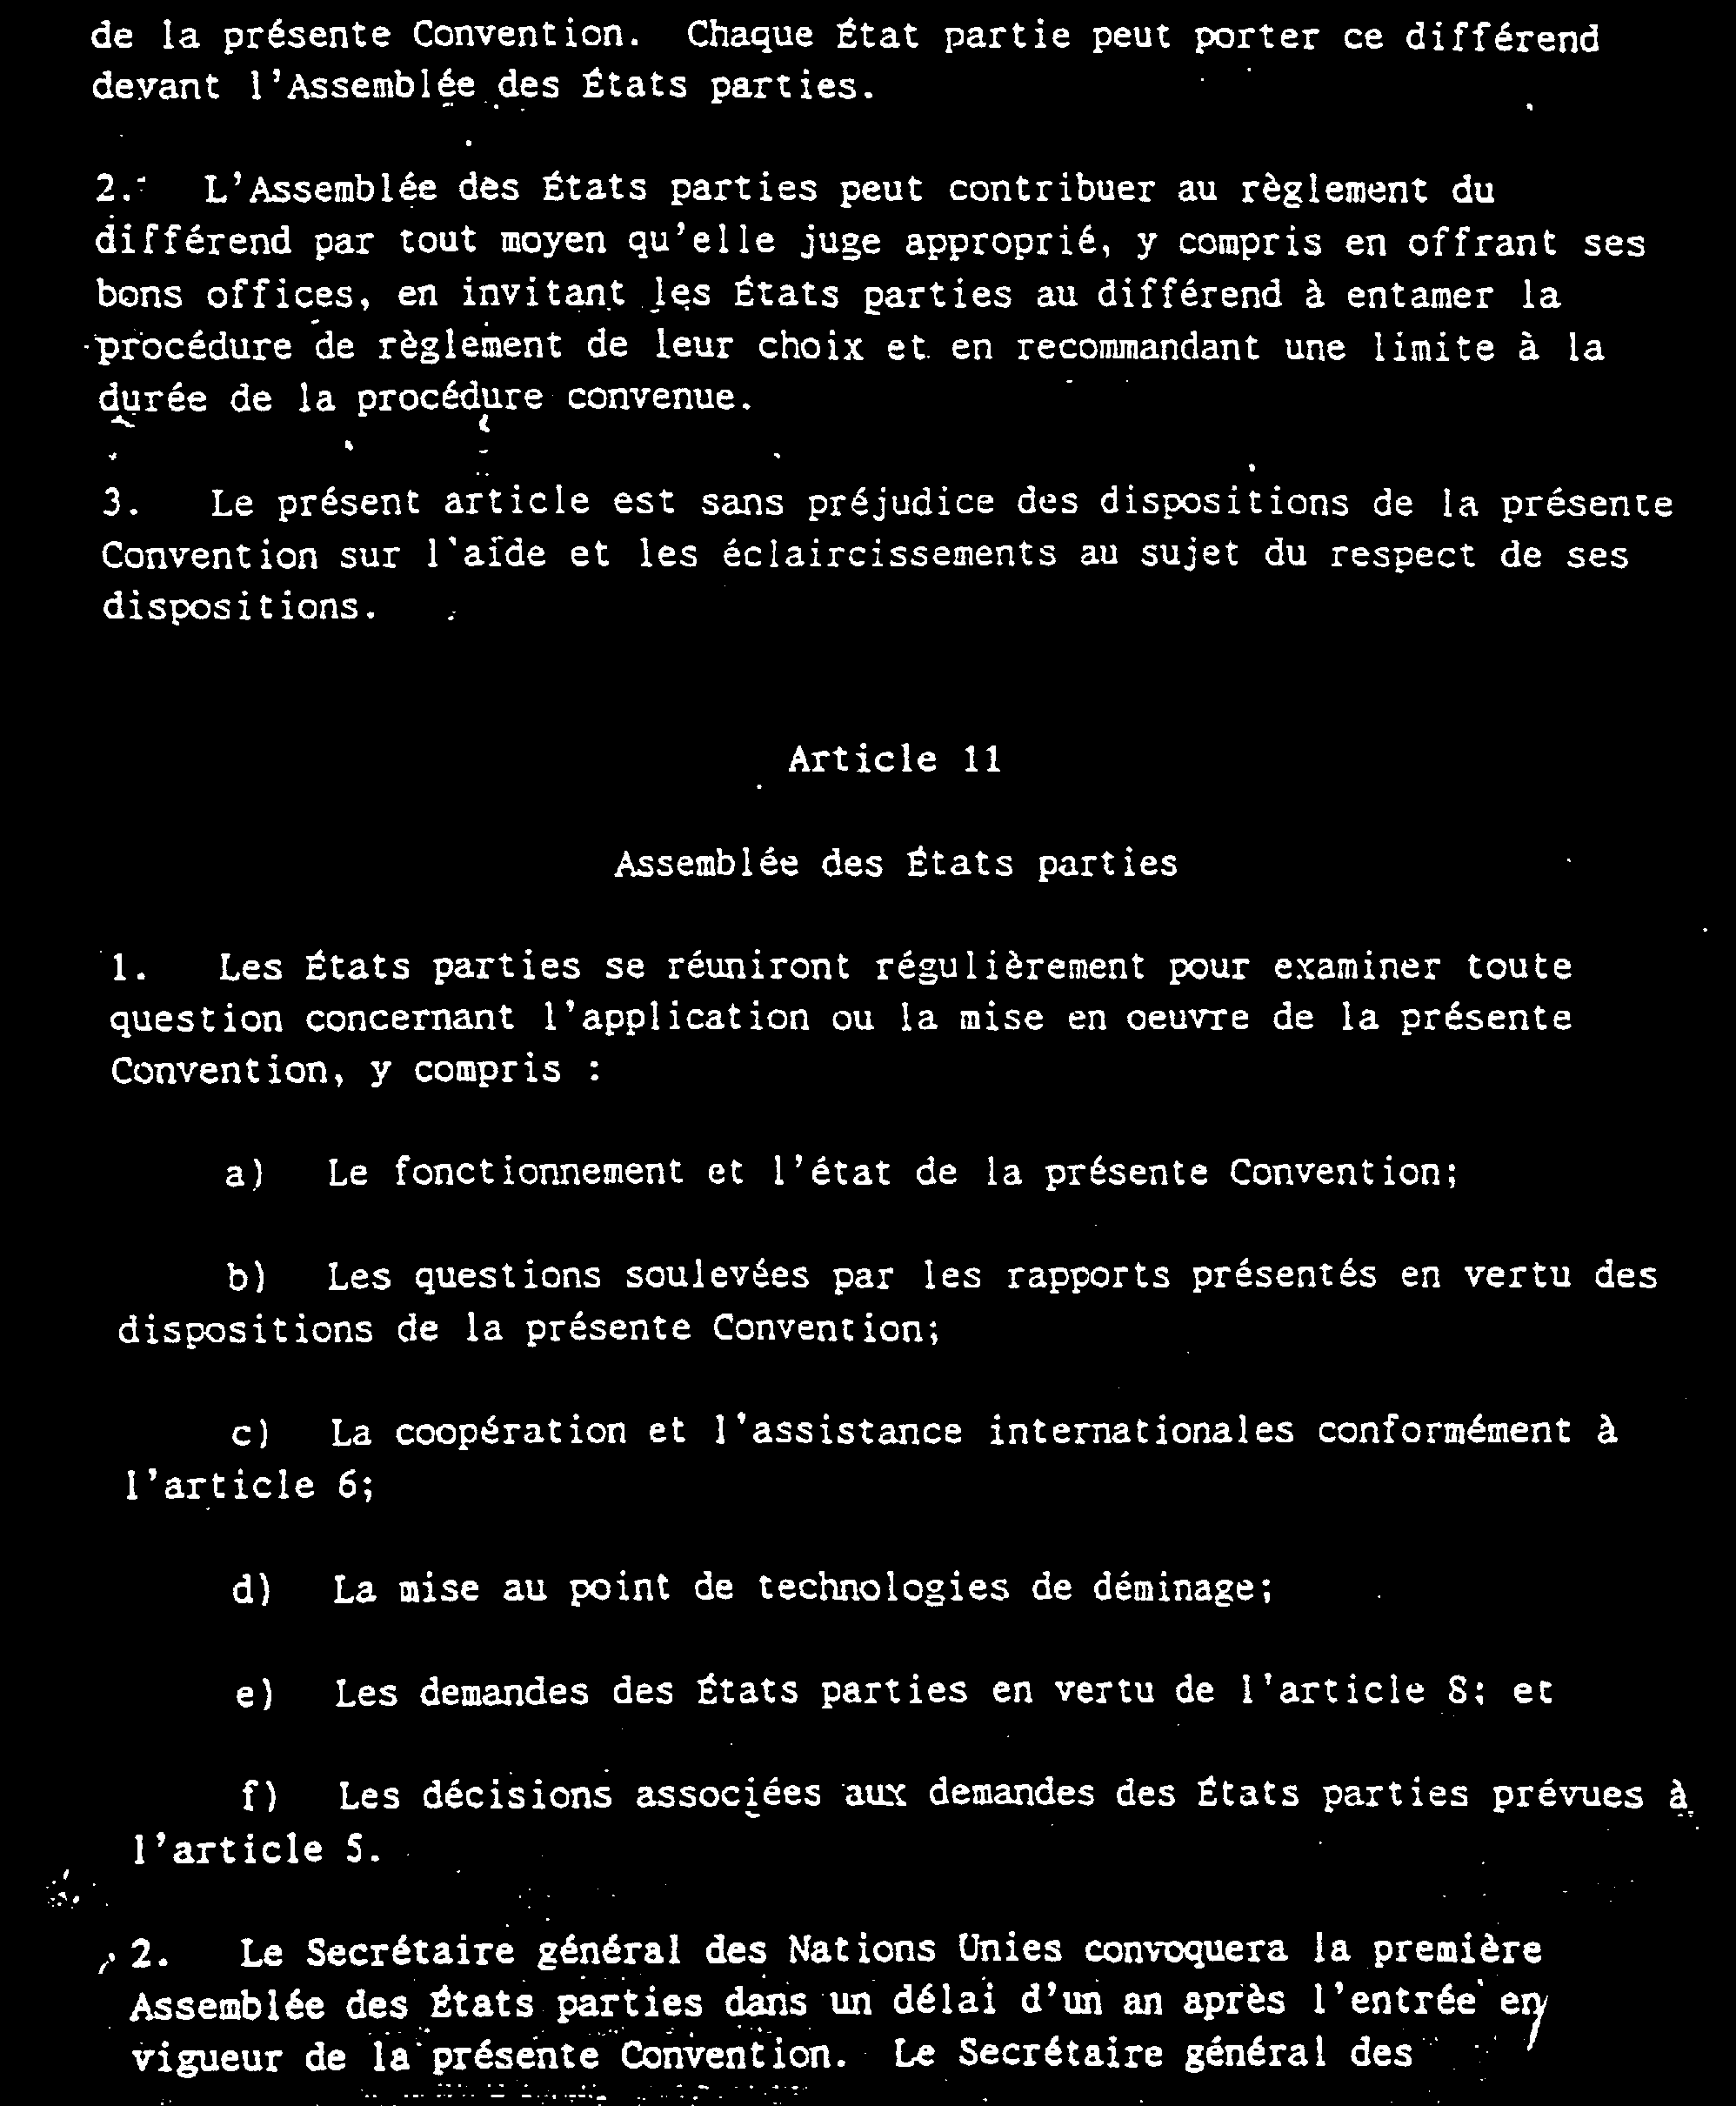 de la présente Convention. Chaque État partie peut porter ce différend
devant l'Assemblée des États parties.
2. L'Assemblée des États parties peut contribuer au règlement du
différend par tout moyen qu'elle juge approprié, y compris en offrant ses
bons offices, en invitant les États parties au différend à entamer la
procédure de règlement de leur choix et en recommandant une limite à la
durée de la procédure convenue.
3. Le présent article est sans préjudice des dispositions de la présente
Convention sur l'aide et les éclaircissements au sujet du respect de ses
dispositions.
Article 11
Assemblée des États parties
1. Les États parties se réuniront régulièrement pour examiner toute
question concernant l'application ou la mise en oeuvre de la présente
Convention, y compris :
a) Le fonctionnement et l'état de la présente Convention;
b) Les questions soulevées par les rapports présentés en vertu des
dispositions de la présente Convention;
c) La coopération et l'assistance internationales conformément à
l'article 6;
d) La mise au point de technologies de déminage;
e) Les demandes des États parties en vertu de l'article 8; et
f) Les décisions associées aux demandes des États parties prévues à
l'article 5.
2. Le Secrétaire général des Nations Unies convoquera la première
Assemblée des États parties dans un délai d'un an après l'entrée en
vigueur de la présente Convention. Le Secrétaire général des